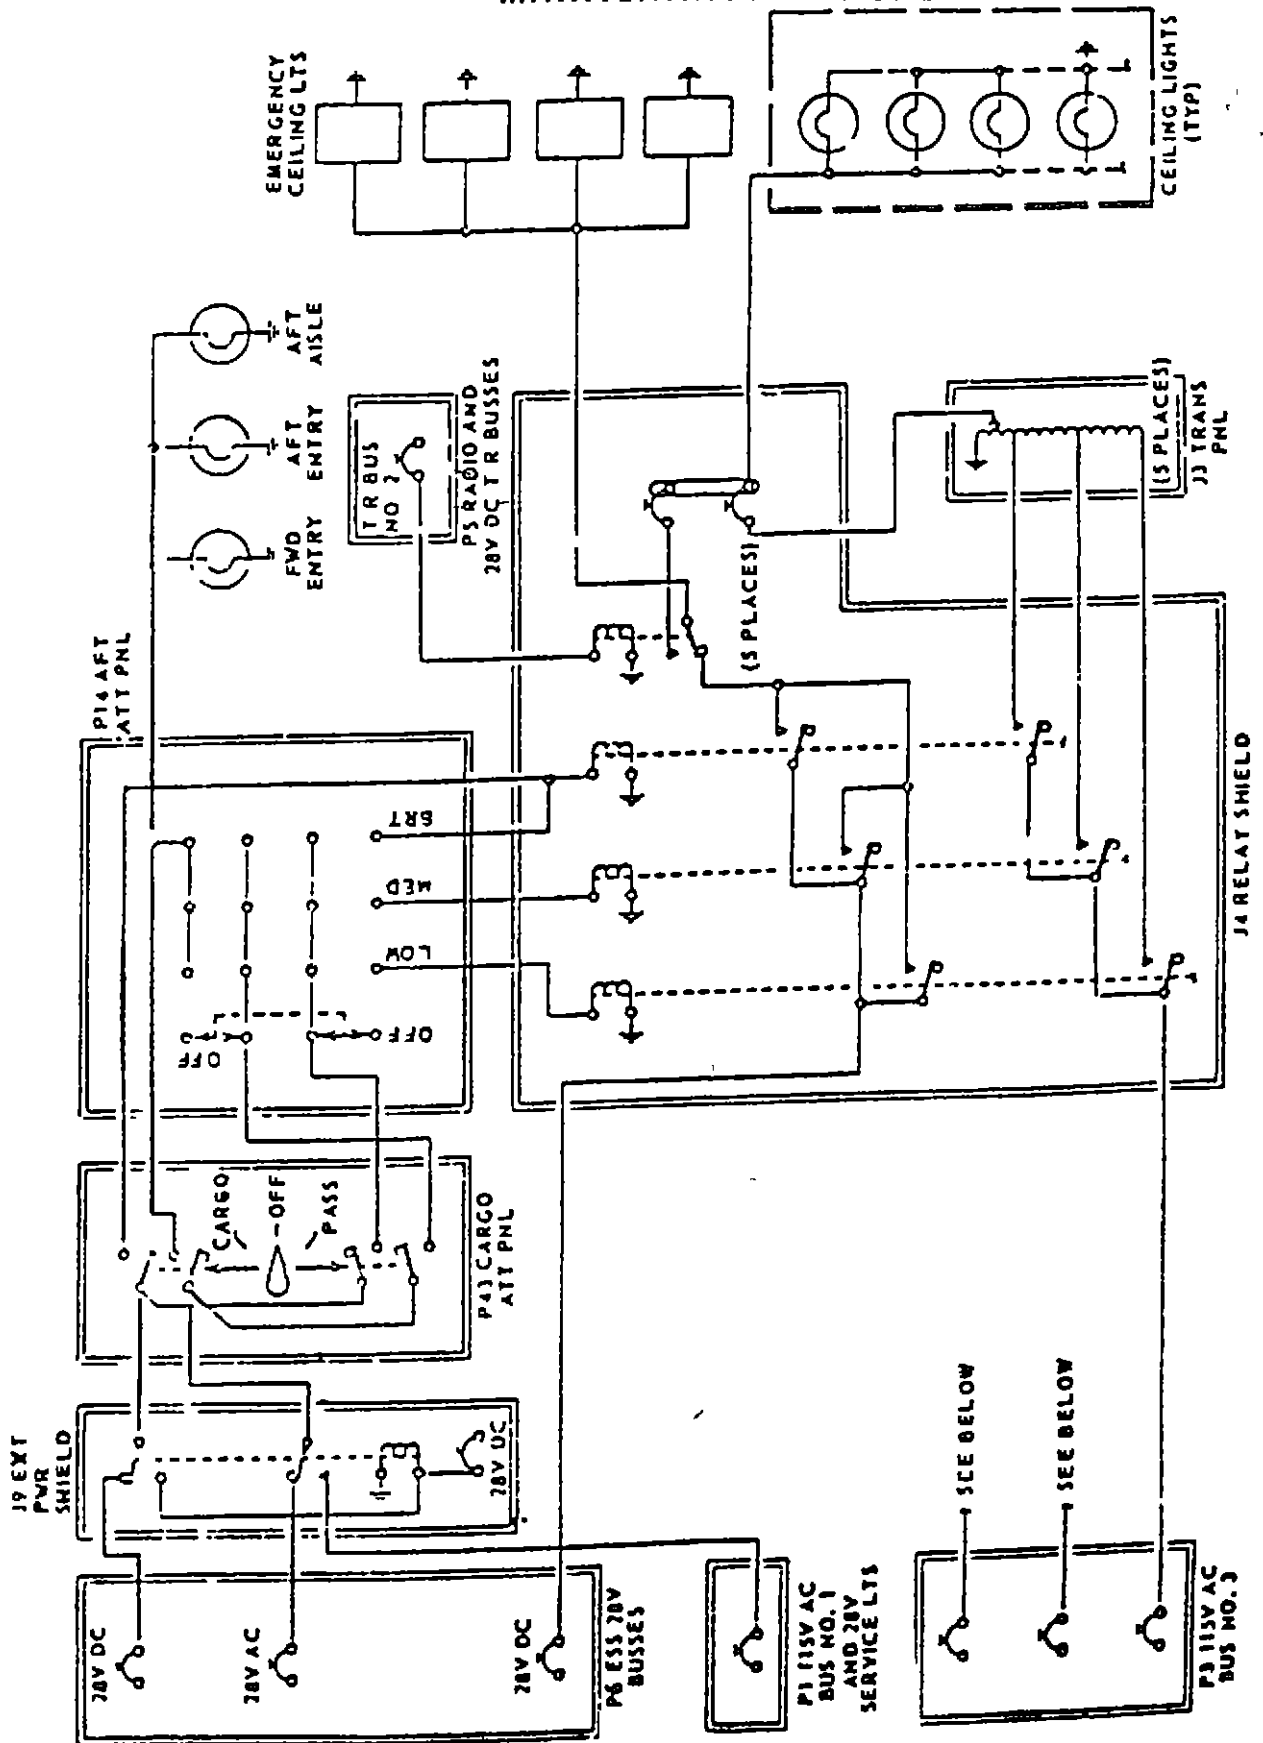 28V DC
28V AC
28V DC
P6 ESS 28V
BUSSES
J9 EXT
PWR
SHIELD
28V DC
CARGO
OFF
PASS
P43 CARGO
ATT PNL
P14 AFT
ATT PNL
OFF
OFF
LOW
MED
BRT
FWD
ENTRY
AFT
ENTRY
AFT
AISLE
T R BUS
NO 2
P5 RADIO AND
28V DC T R BUSSES
EMERGENCY
CEILING LTS
CEILING LIGHTS
(TYP)
(5 PLACES)
(5 PLACES)
J3 TRANS
PNL
J4 RELAY SHIELD
P3 115V AC
BUS NO. 1
AND 28V
SERVICE LTS
SEE BELOW
SEE BELOW
P3 115V AC
BUS NO. 3